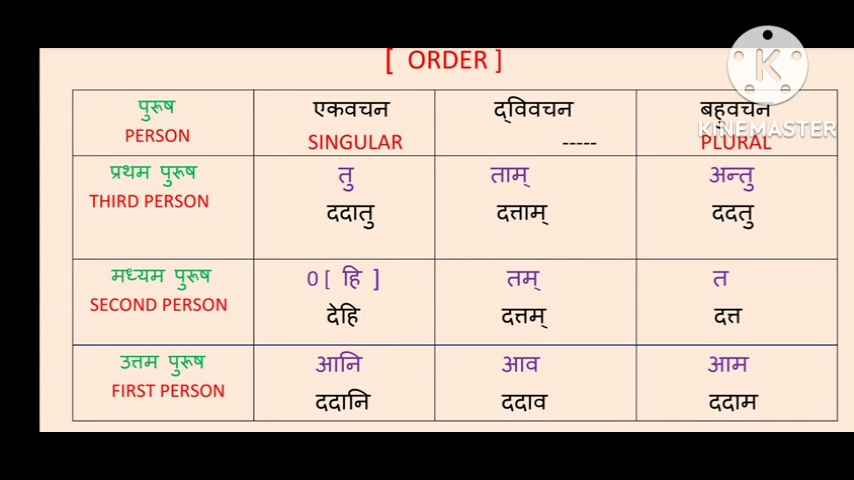 [ ORDER ]
पुरूष एकवचन द्विवचन बहुवचन
PERSON SINGULAR ----- PLURAL
KINEMASTER
प्रथम पुरूष तु ताम् अन्तु
THIRD PERSON ददातु दत्ताम् ददतु
मध्यम पुरूष 0 [ हि ] तम् त
SECOND PERSON देहि दत्तम् दत्त
उत्तम पुरूष आनि आव आम
FIRST PERSON ददानि ददाव ददाम